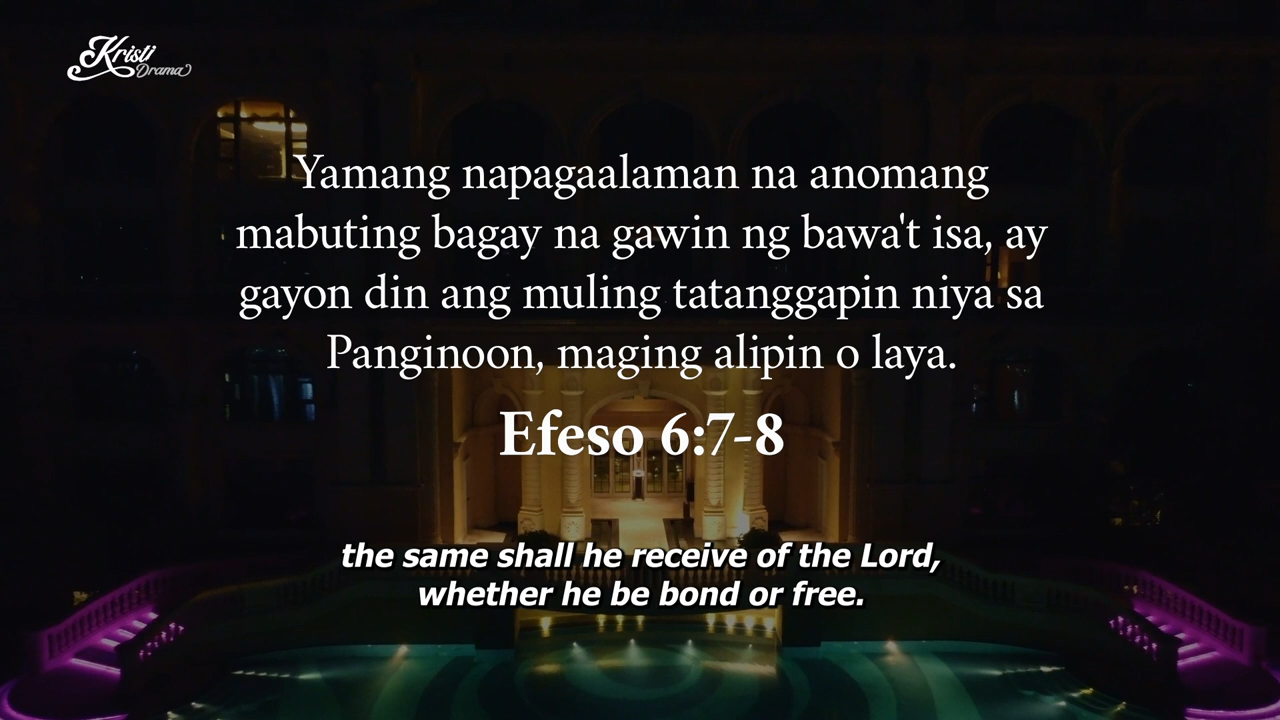 Kristi
Drama
Yamang napagaalaman na anomang
mabuting bagay na gawin ng bawa't isa, ay
gayon din ang muling tatanggapin niya sa
Panginoon, maging alipin o laya.
Efeso 6:7-8
the same shall he receive of the Lord,
whether he be bond or free.